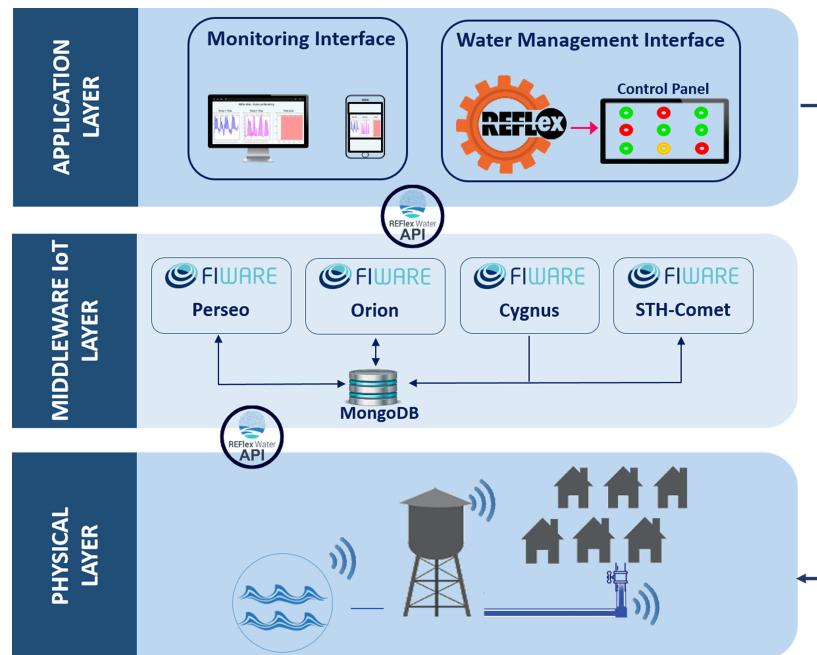 APPLICATION
LAYER
Monitoring Interface
Water Management Interface
Control Panel
REFLex
REFlex Water
API
MIDDLEWARE IoT
LAYER
FIWARE
Perseo
FIWARE
Orion
FIWARE
Cygnus
FIWARE
STH-Comet
MongoDB
REFlex Water
API
PHYSICAL
LAYER